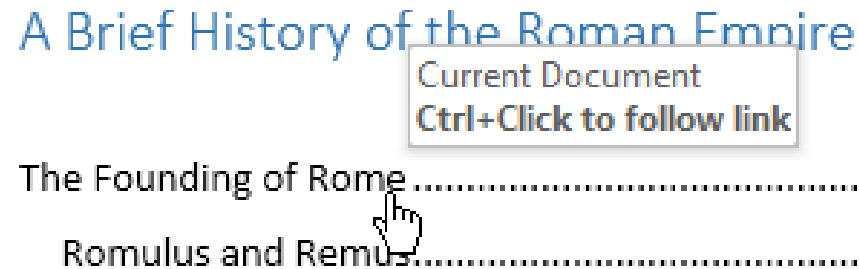 A Brief History of the Roman Empire
Current Document
Ctrl+Click to follow link
The Founding of Rome......................................
Romulus and Remus......................................